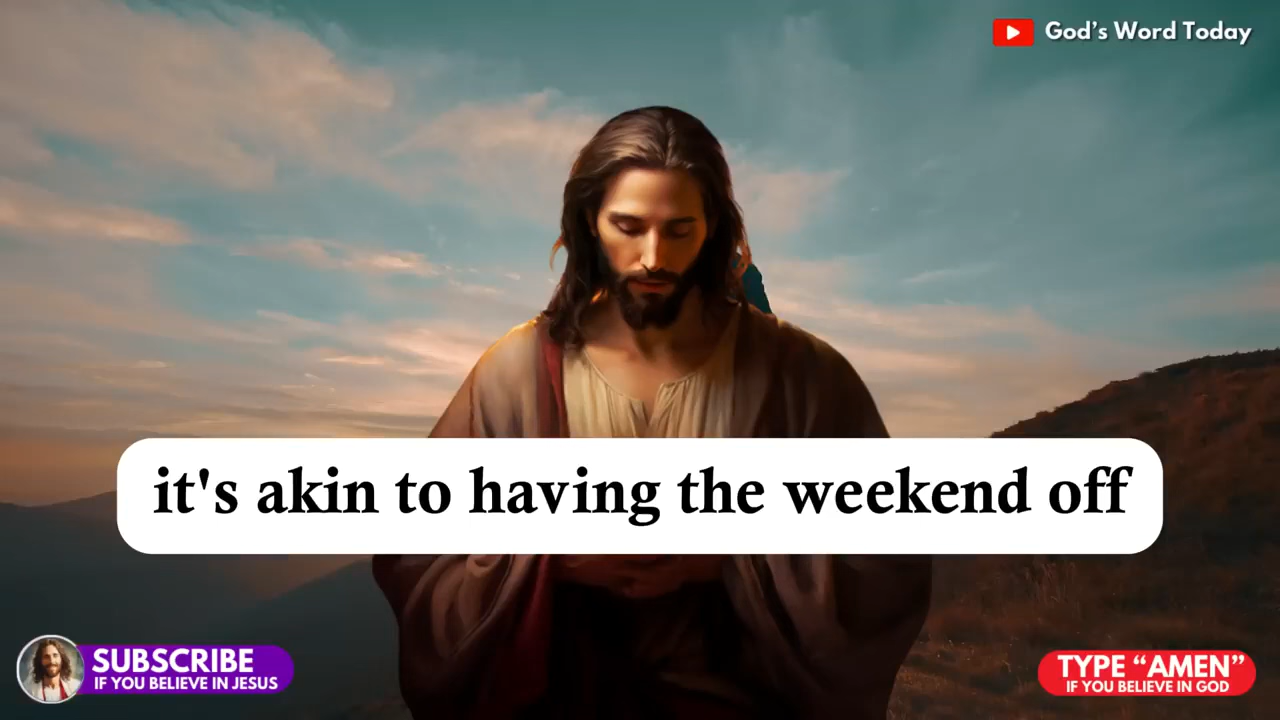 God's Word Today
it's akin to having the weekend off
SUBSCRIBE
IF YOU BELIEVE IN JESUS
TYPE “AMEN”
IF YOU BELIEVE IN GOD